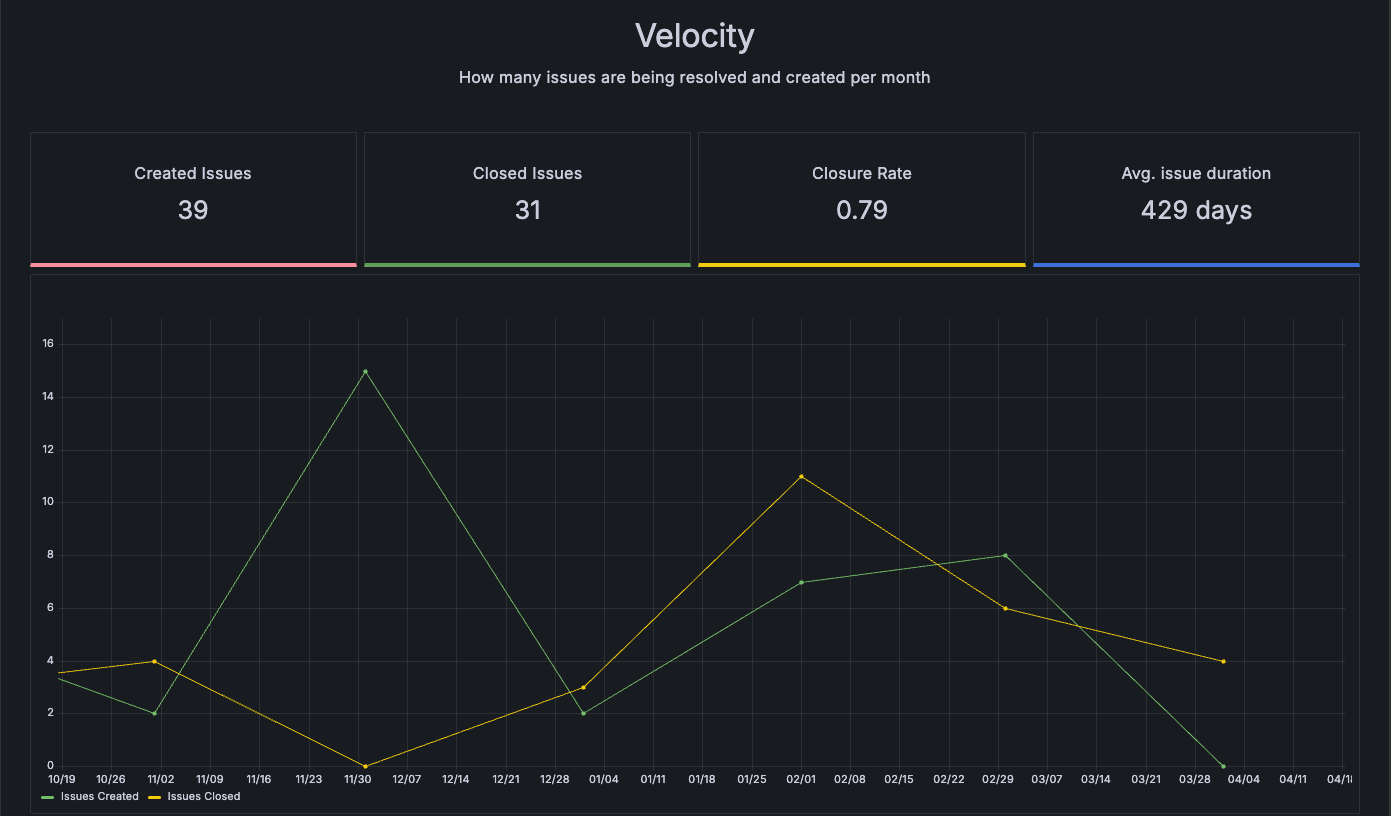 Velocity
How many issues are being resolved and created per month
Created Issues
39
Closed Issues
31
Closure Rate
0.79
Avg. issue duration
429 days
16
14
12
10
8
6
4
2
0
10/19 10/26 11/02 11/09 11/16 11/23 11/30 12/07 12/14 12/21 12/28 01/04 01/11 01/18 01/25 02/01 02/08 02/15 02/22 02/29 03/07 03/14 03/21 03/28 04/04 04/11
Issues Created Issues Closed